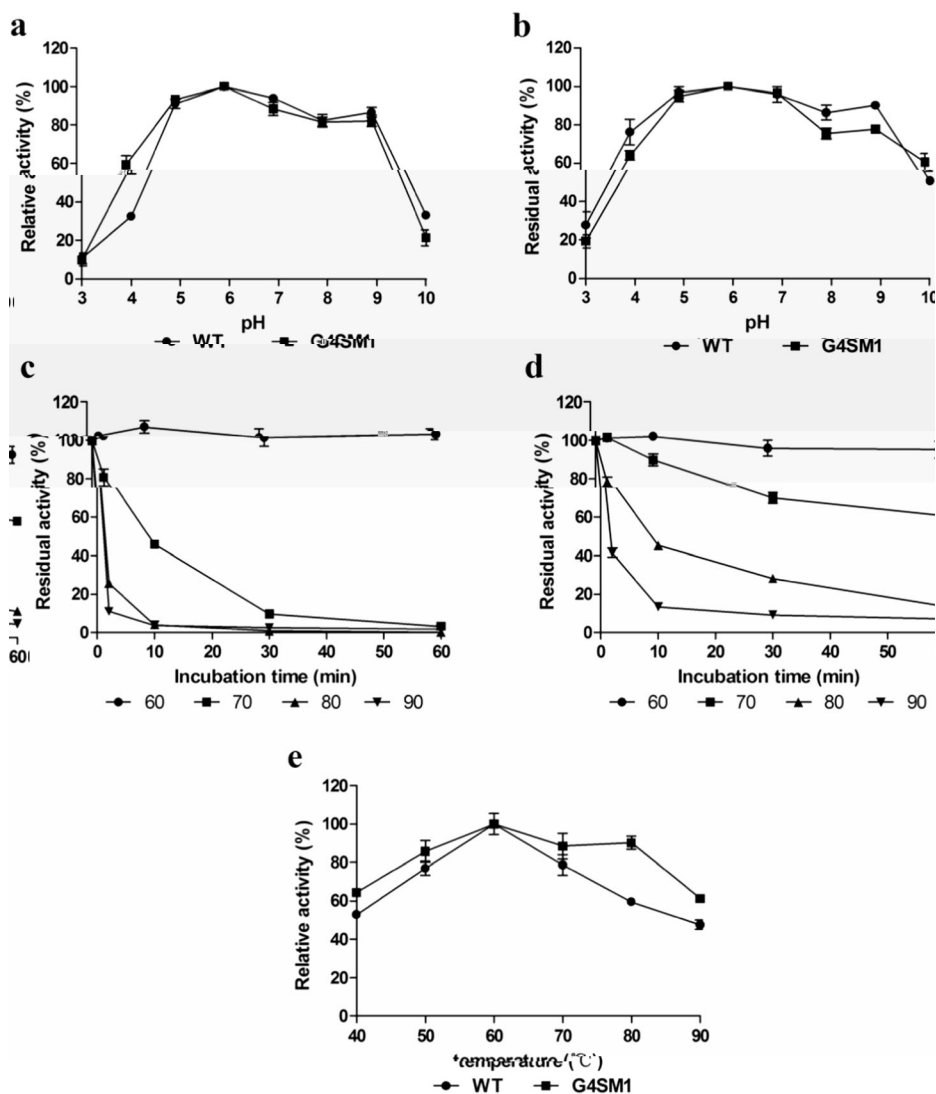 a
120
100
80
60
40
20
0
3 4 5 6 7 8 9 10
pH
WT G4SM1
b
Residual activity (%)
120
100
80
60
40
20
0
3 4 5 6 7 8 9 10
pH
WT G4SM1
c
Residual activity (%)
120
100
80
60
40
20
0
0 10 20 30 40 50 60
Incubation time (min)
60 70 80 90
d
Residual activity (%)
120
100
80
60
40
20
0
0 10 20 30 40 50
Incubation time (min)
60 70 80 90
e
Relative activity (%)
120
100
80
60
40
20
0
40 50 60 70 80 90
temperature (°C)
WT G4SM1